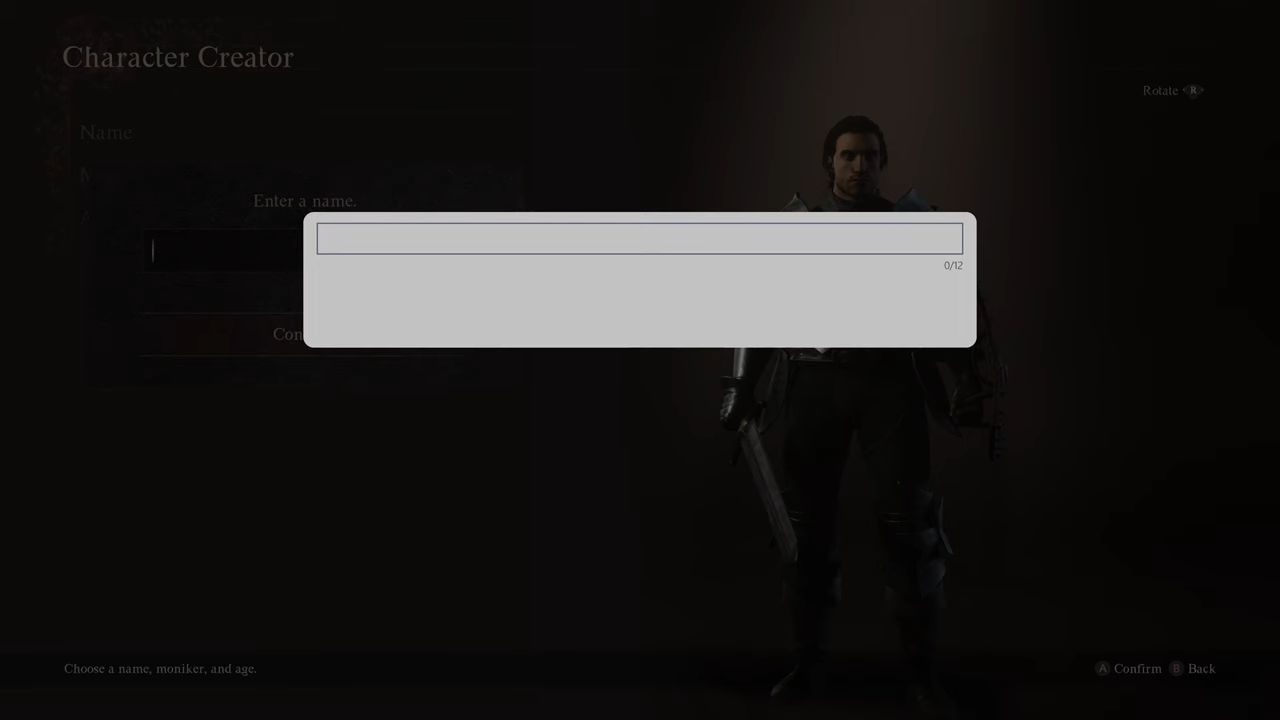 Character Creator
Rotate R
Name
Enter a name.
0/12
Choose a name, moniker, and age.
A Confirm B Back